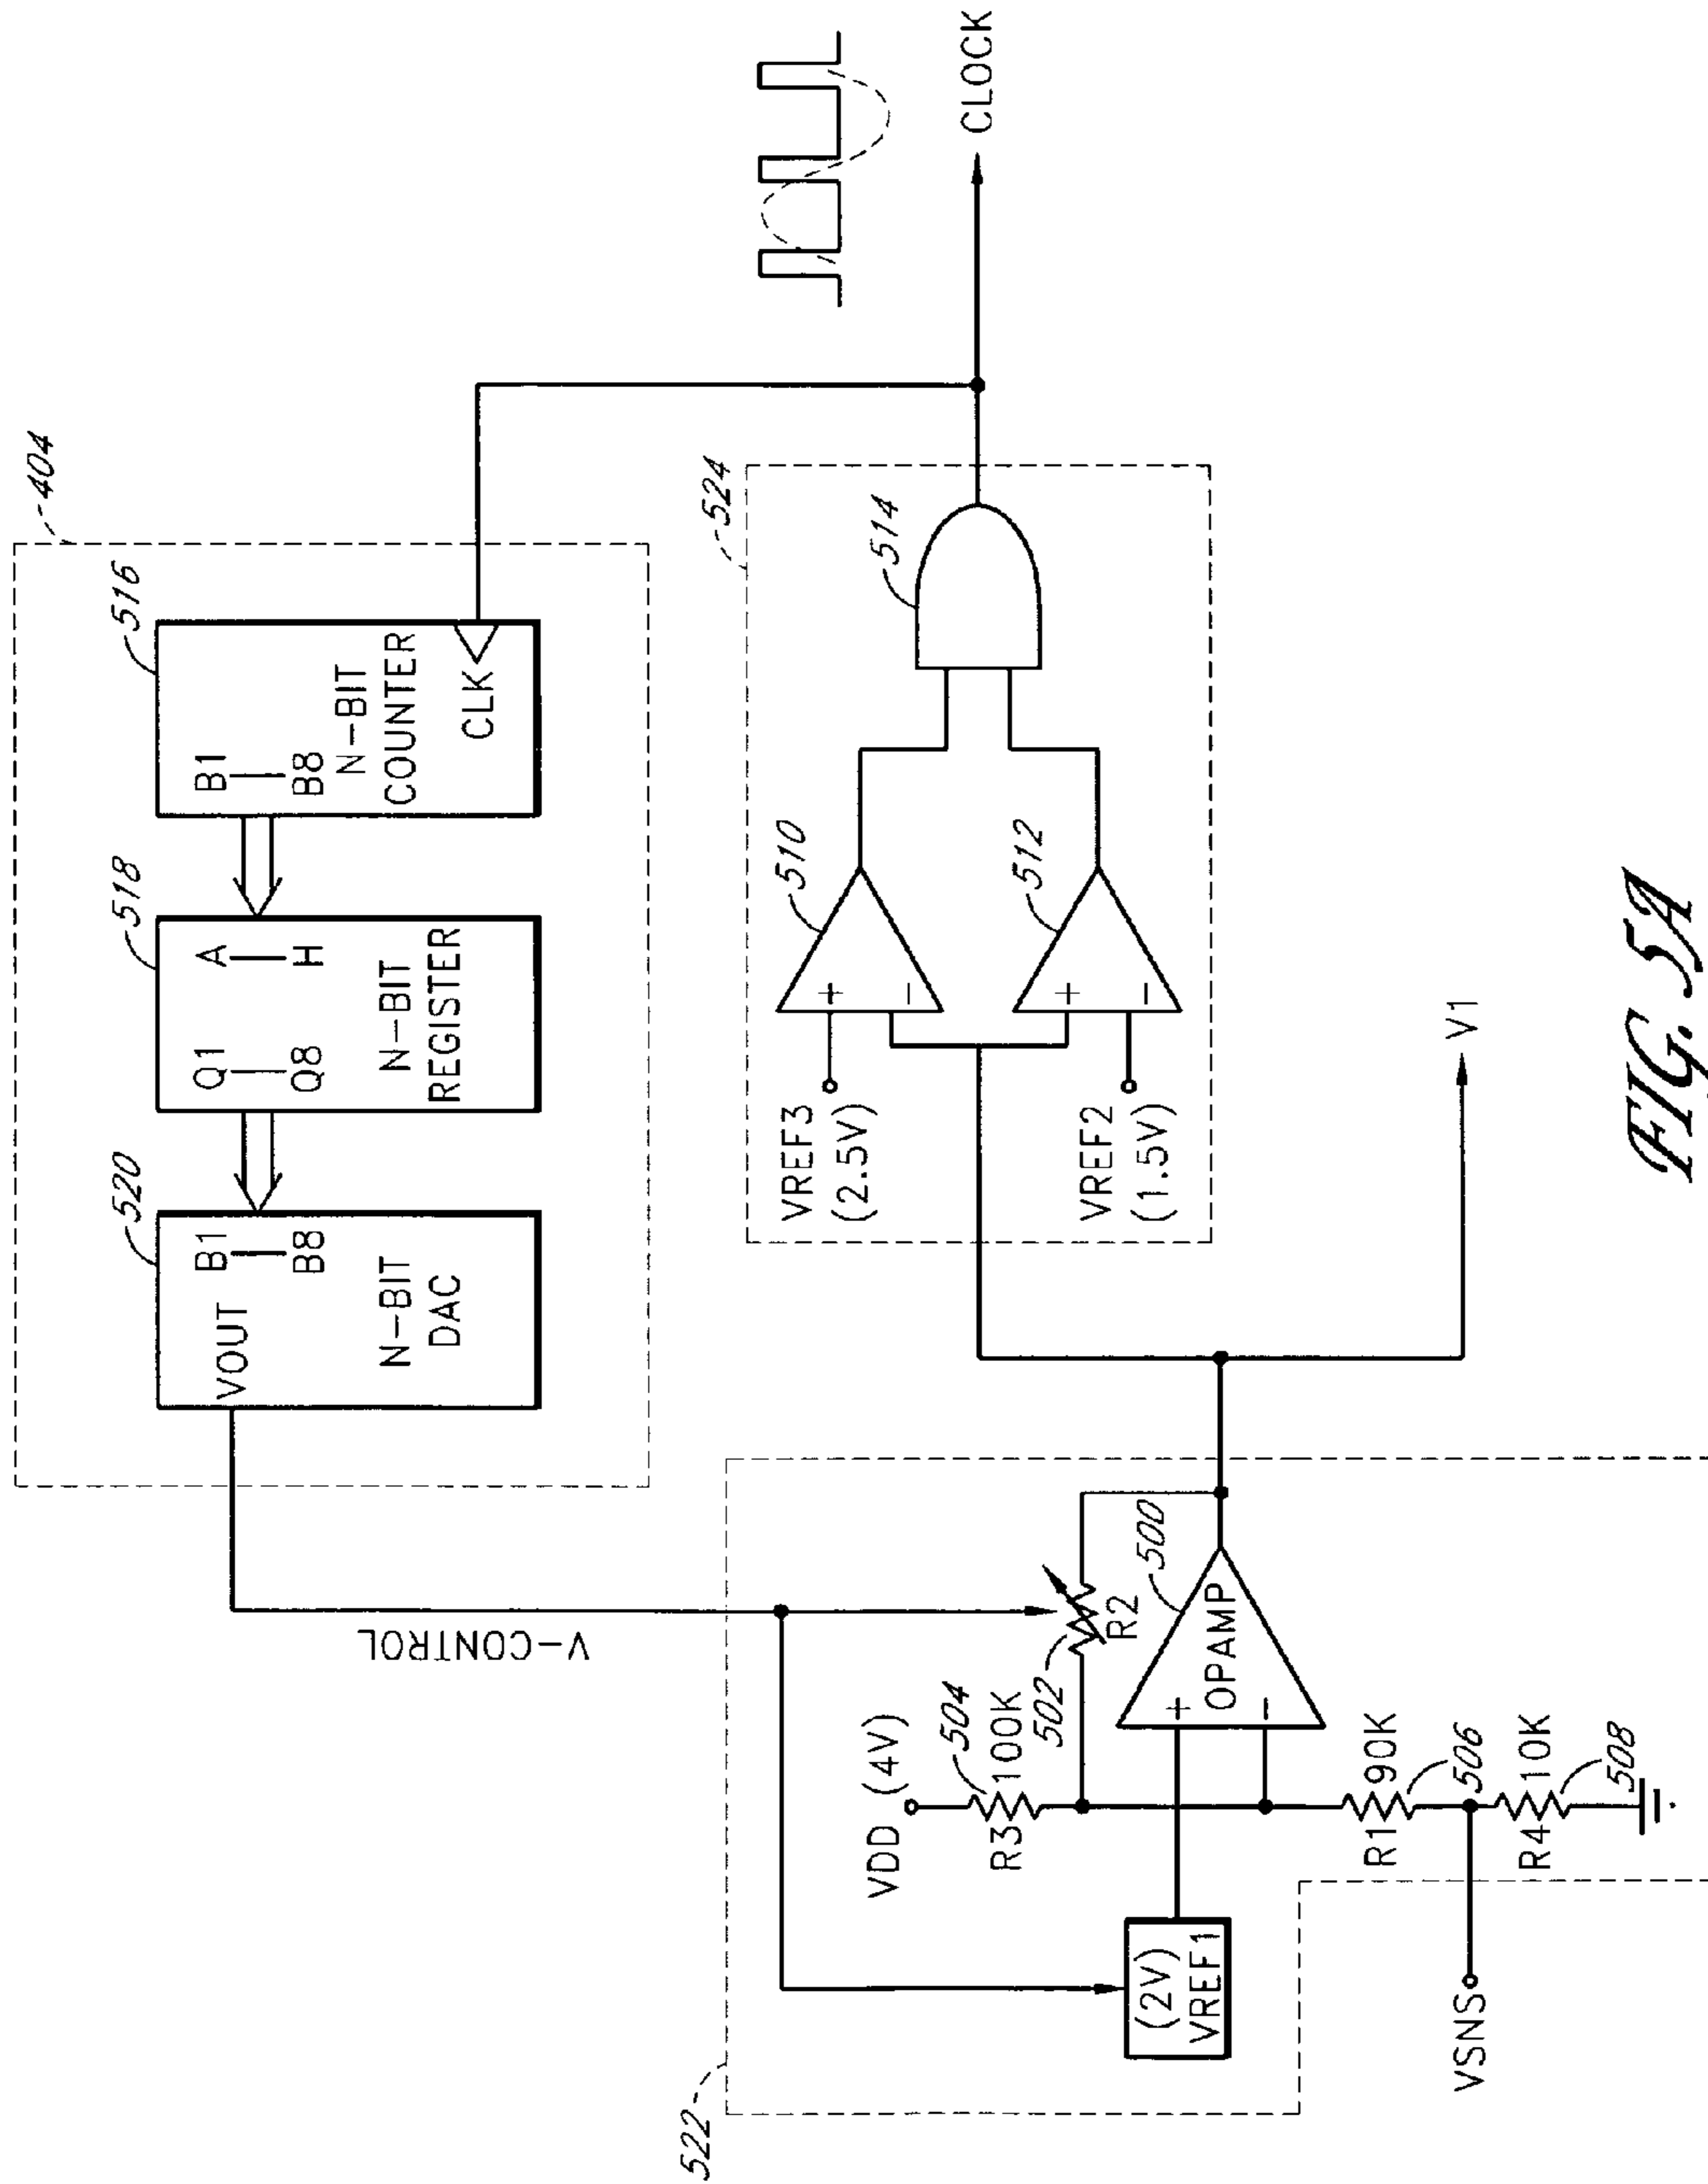 404
516
B1
B8
N-BIT
COUNTER
CLK
518
A
H
Q1
Q8
N-BIT
REGISTER
520
B1
B8
VOUT
N-BIT
DAC
V-CONTROL
CLOCK
524
514
510
+
-
512
+
-
VREF3
(2.5V)
VREF2
(1.5V)
V1
522
VDD (4V)
504
R3 100K
502
R2
500
OPAMP
+
-
(2V)
VREF1
R1 90K
506
VSNS
R4 10K
508
FIG. 5A